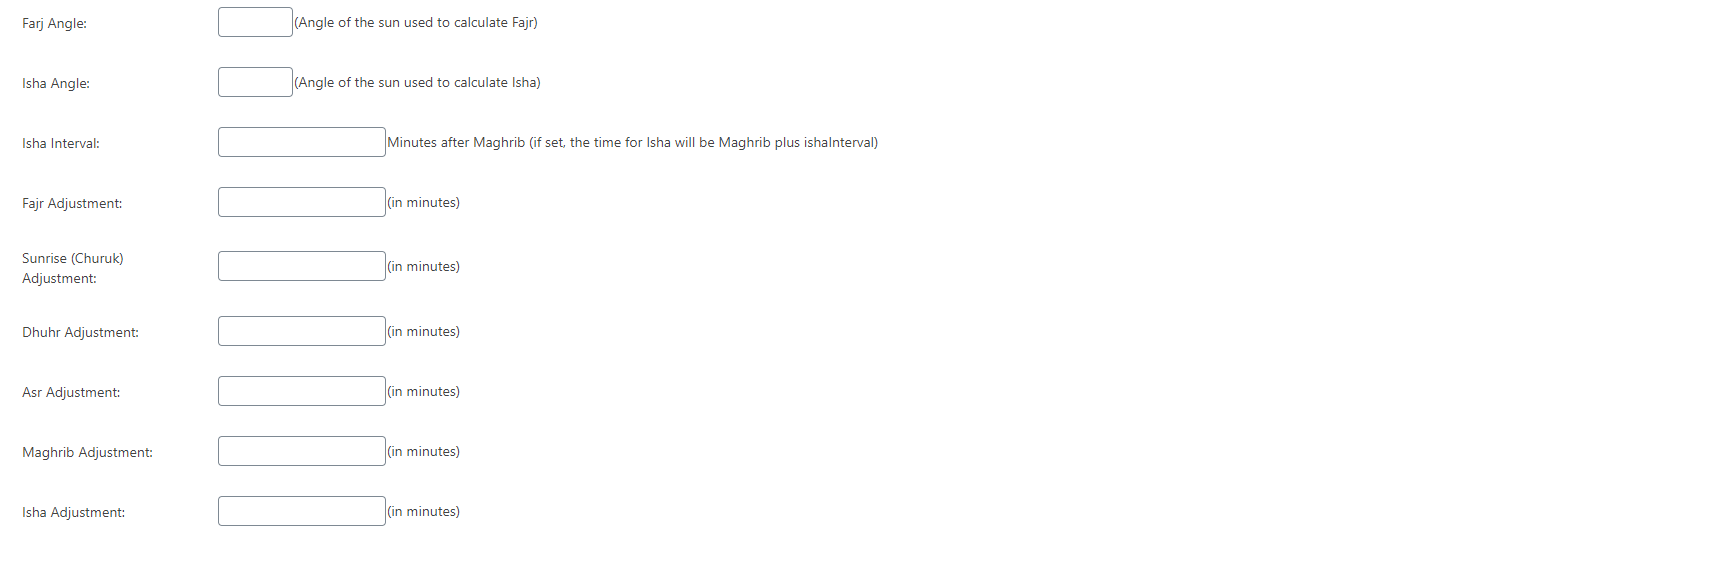 Farj Angle: (Angle of the sun used to calculate Fajr)
Isha Angle: (Angle of the sun used to calculate Isha)
Isha Interval: Minutes after Maghrib (if set, the time for Isha will be Maghrib plus ishaInterval)
Fajr Adjustment: (in minutes)
Sunrise (Churuk)
Adjustment: (in minutes)
Dhuhr Adjustment: (in minutes)
Asr Adjustment: (in minutes)
Maghrib Adjustment: (in minutes)
Isha Adjustment: (in minutes)